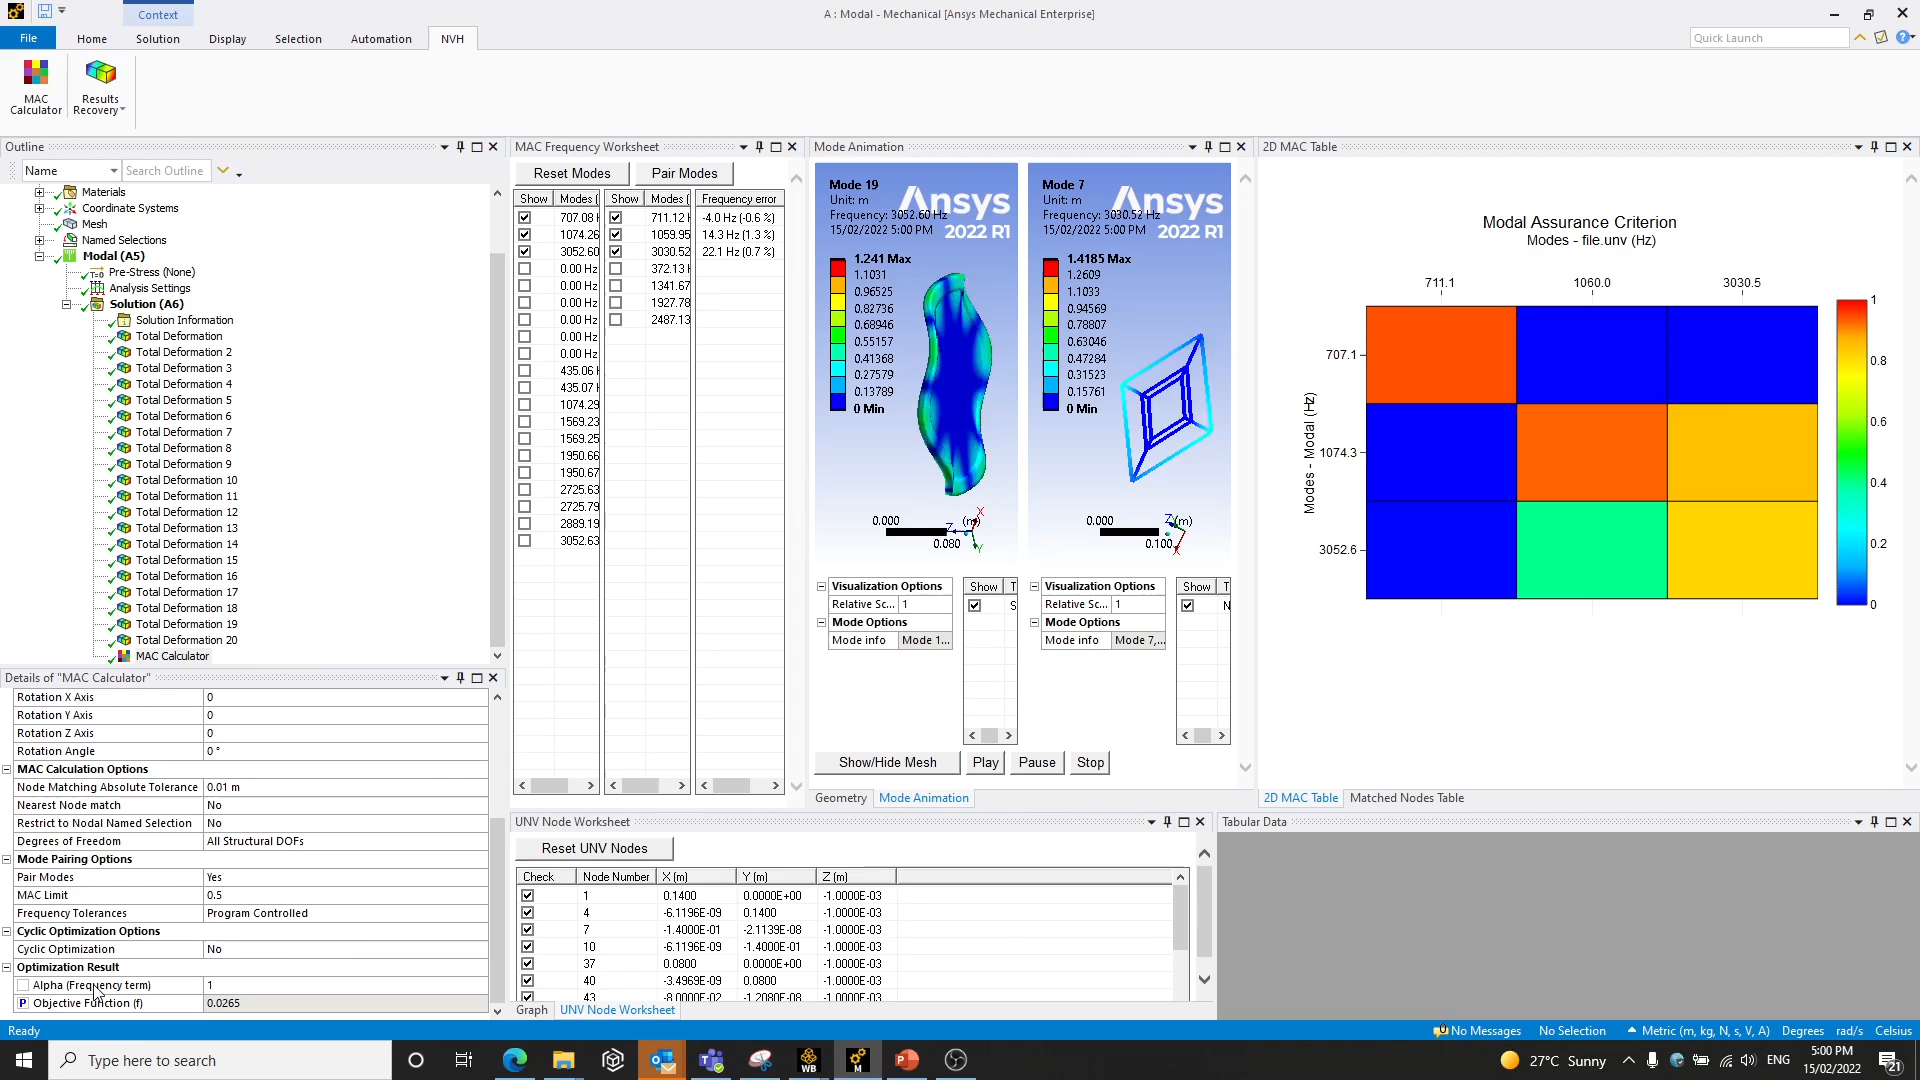 Context
A : Modal - Mechanical [Ansys Mechanical Enterprise]
File
Home
Solution
Display
Selection
Automation
NVH
Quick Launch
MAC
Calculator
Results
Recovery
Outline
Name
Search Outline
Materials
Coordinate Systems
Mesh
Named Selections
Modal (A5)
Pre-Stress (None)
Analysis Settings
Solution (A6)
Solution Information
Total Deformation
Total Deformation 2
Total Deformation 3
Total Deformation 4
Total Deformation 5
Total Deformation 6
Total Deformation 7
Total Deformation 8
Total Deformation 9
Total Deformation 10
Total Deformation 11
Total Deformation 12
Total Deformation 13
Total Deformation 14
Total Deformation 15
Total Deformation 16
Total Deformation 17
Total Deformation 18
Total Deformation 19
Total Deformation 20
MAC Calculator
Details of "MAC Calculator"
Rotation X Axis 0
Rotation Y Axis 0
Rotation Z Axis 0
Rotation Angle 0 °
MAC Calculation Options
Node Matching Absolute Tolerance 0.01 m
Nearest Node match No
Restrict to Nodal Named Selection No
Degrees of Freedom All Structural DOFs
Mode Pairing Options
Pair Modes Yes
MAC Limit 0.5
Frequency Tolerances Program Controlled
Cyclic Optimization Options
Cyclic Optimization No
Optimization Result
Alpha (Frequency term) 1
P Objective Function (f) 0.0265
MAC Frequency Worksheet
Reset Modes
Pair Modes
Show Modes ( Show Modes ( Frequency error
707.08 711.12 -4.0 Hz (-0.6 %)
1074.26 1059.95 14.3 Hz (1.3 %)
3052.60 3030.52 22.1 Hz (0.7 %)
0.00 Hz 372.13
0.00 Hz 1341.67
0.00 Hz 1927.78
0.00 Hz 2487.13
0.00 Hz
0.00 Hz
435.06
435.07
1074.29
1569.23
1569.25
1950.66
1950.67
2725.63
2725.79
2889.19
3052.63
Mode Animation
Mode 19
Unit: m
Frequency: 3052.60 Hz
15/02/2022 5:00 PM
Ansys
2022 R1
1.241 Max
1.1031
0.96525
0.82736
0.68946
0.55157
0.41368
0.27579
0.13789
0 Min
0.000
(m)
0.080
X
Y
Z
Mode 7
Unit: m
Frequency: 3030.52 Hz
15/02/2022 5:00 PM
Ansys
2022 R1
1.4185 Max
1.2609
1.1033
0.94569
0.78807
0.63046
0.47284
0.31523
0.15761
0 Min
0.000
(m)
0.100
Z
X
Visualization Options
Relative Sc... 1
Mode Options
Mode info Mode 1...
Show T
S
Visualization Options
Relative Sc... 1
Mode Options
Mode info Mode 7,...
Show T
N
Show/Hide Mesh
Play
Pause
Stop
Geometry
Mode Animation
2D MAC Table
Modal Assurance Criterion
Modes - file.unv (Hz)
711.1
1060.0
3030.5
Modes - Modal (Hz)
707.1
1074.3
3052.6
1
0.8
0.6
0.4
0.2
0
2D MAC Table
Matched Nodes Table
UNV Node Worksheet
Reset UNV Nodes
Check Node Number X (m) Y (m) Z (m)
1 0.1400 0.0000E+00 -1.0000E-03
4 -6.1196E-09 0.1400 -1.0000E-03
7 -1.4000E-01 -2.1139E-08 -1.0000E-03
10 -6.1196E-09 -1.4000E-01 -1.0000E-03
37 0.0800 0.0000E+00 -1.0000E-03
40 -3.4969E-09 0.0800 -1.0000E-03
43 -8.0000E-02 -1.2080E-08 -1.0000E-03
Graph
UNV Node Worksheet
Tabular Data
Ready
No Messages
No Selection
Metric (m, kg, N, s, V, A)
Degrees
rad/s
Celsius
Type here to search
WB
M
27°C Sunny
ENG
5:00 PM
15/02/2022
21